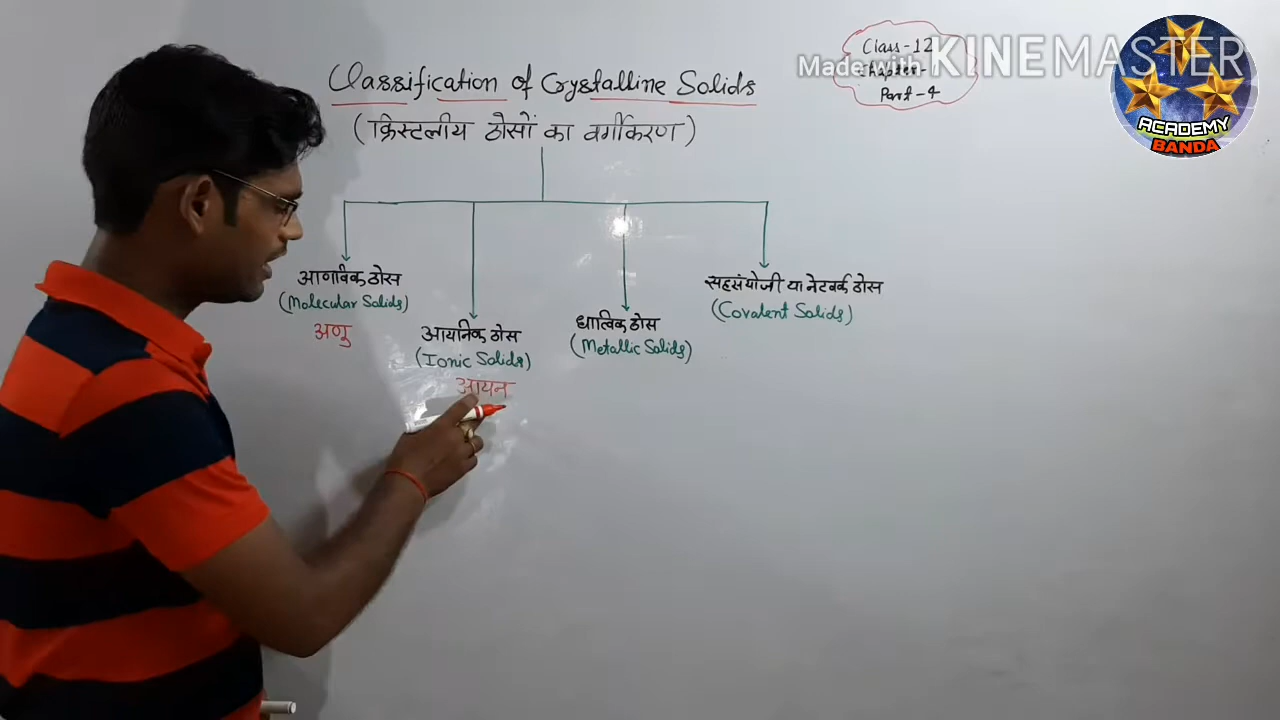 Classification of Crystalline Solids
(क्रिस्टलीय ठोसों का वर्गीकरण)
Class-12
Chapter-
Part-4
Made with KINEMASTER
ACADEMY
BANDA
आणविक ठोस
(Molecular Solids)
अणु
आयनिक ठोस
(Ionic Solids)
आयन
धात्विक ठोस
(Metallic Solids)
सहसंयोजी या नेटवर्क ठोस
(Covalent Solids)